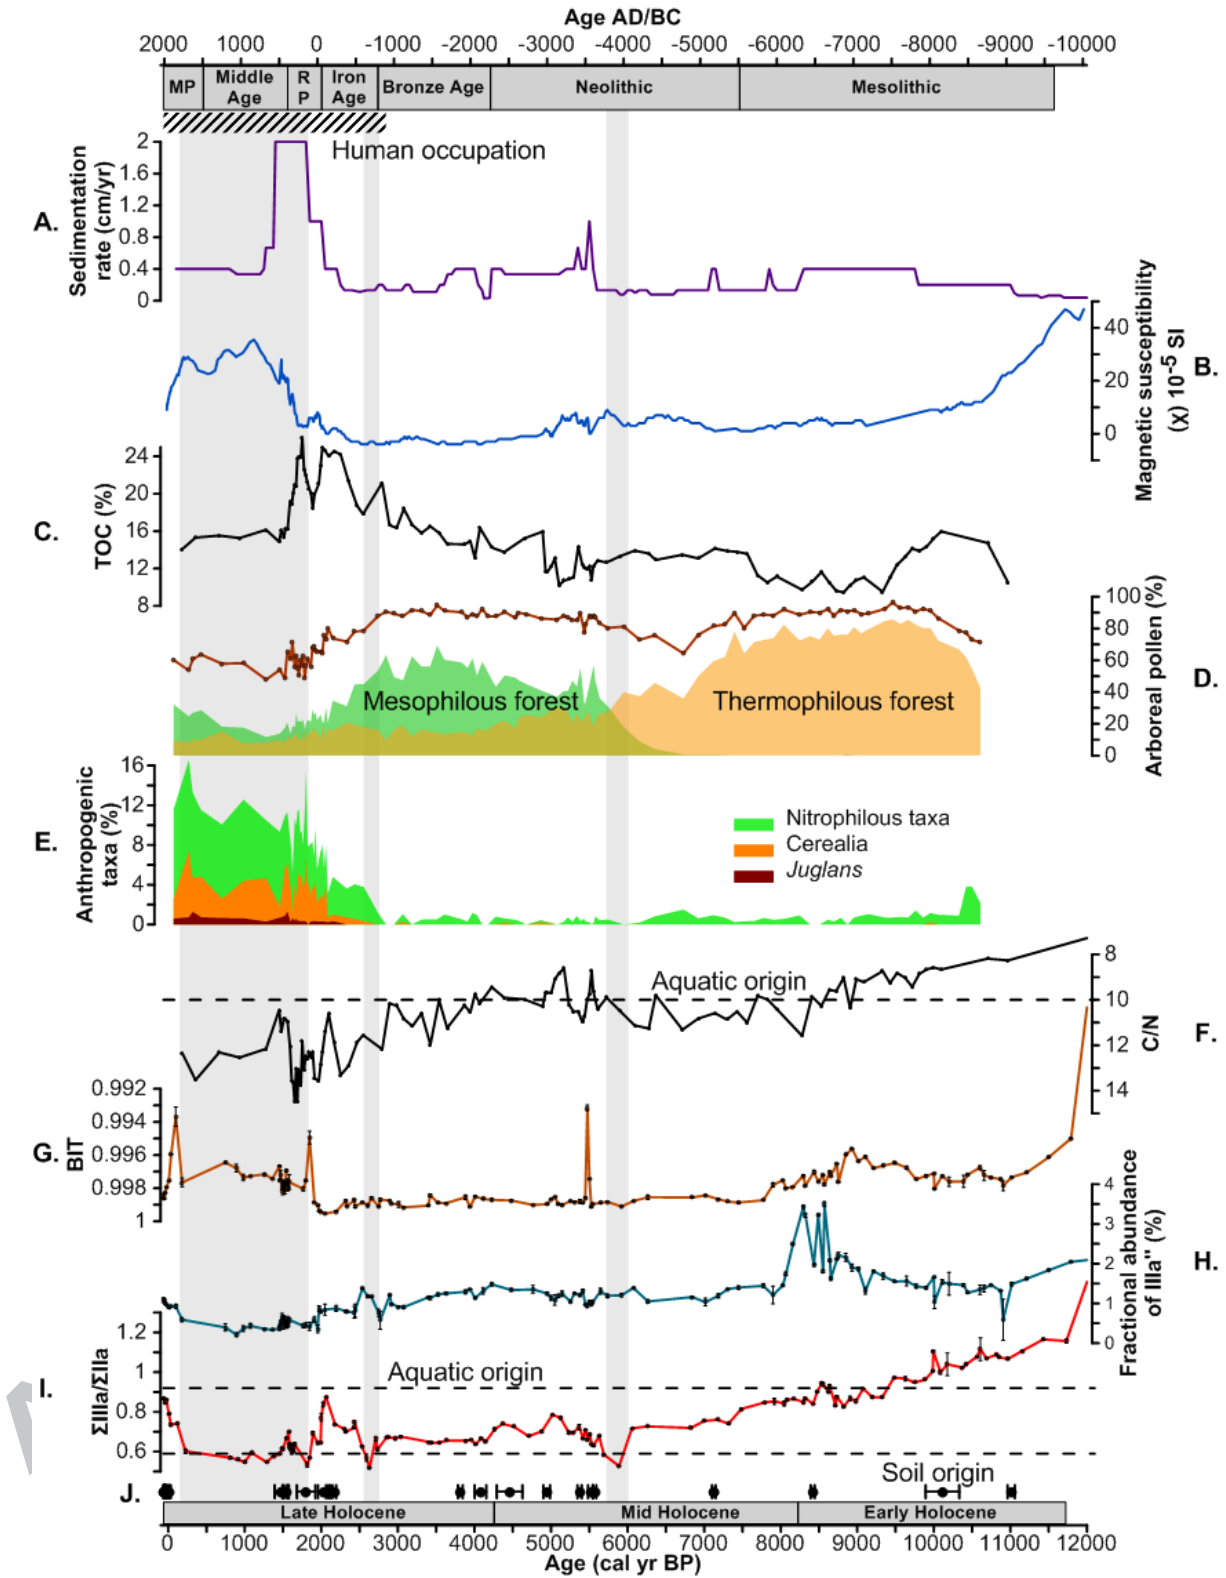 Age AD/BC
2000 1000 0 -1000 -2000 -3000 -4000 -5000 -6000 -7000 -8000 -9000 -10000
MP
Middle
Age
R
P
Iron
Age
Bronze Age
Neolithic
Mesolithic
Human occupation
A.
Sedimentation
rate (cm/yr)
2
1.6
1.2
0.8
0.4
0
B.
Magnetic susceptibility
(χ) 10⁻⁵ SI
40
20
0
C.
TOC (%)
24
20
16
12
8
D.
Arboreal pollen (%)
100
80
60
40
20
0
Mesophilous forest
Thermophilous forest
E.
Anthropogenic
taxa (%)
16
12
8
4
0
Nitrophilous taxa
Cerealia
Juglans
F.
C/N
8
10
12
14
Aquatic origin
G.
BIT
0.992
0.994
0.996
0.998
1
H.
Fractional abundance
of IIIa" (%)
4
3
2
1
0
I.
ΣIIIa/ΣIIa
1.2
1
0.8
0.6
Aquatic origin
Soil origin
J.
Late Holocene
Mid Holocene
Early Holocene
0 1000 2000 3000 4000 5000 6000 7000 8000 9000 10000 11000 12000
Age (cal yr BP)